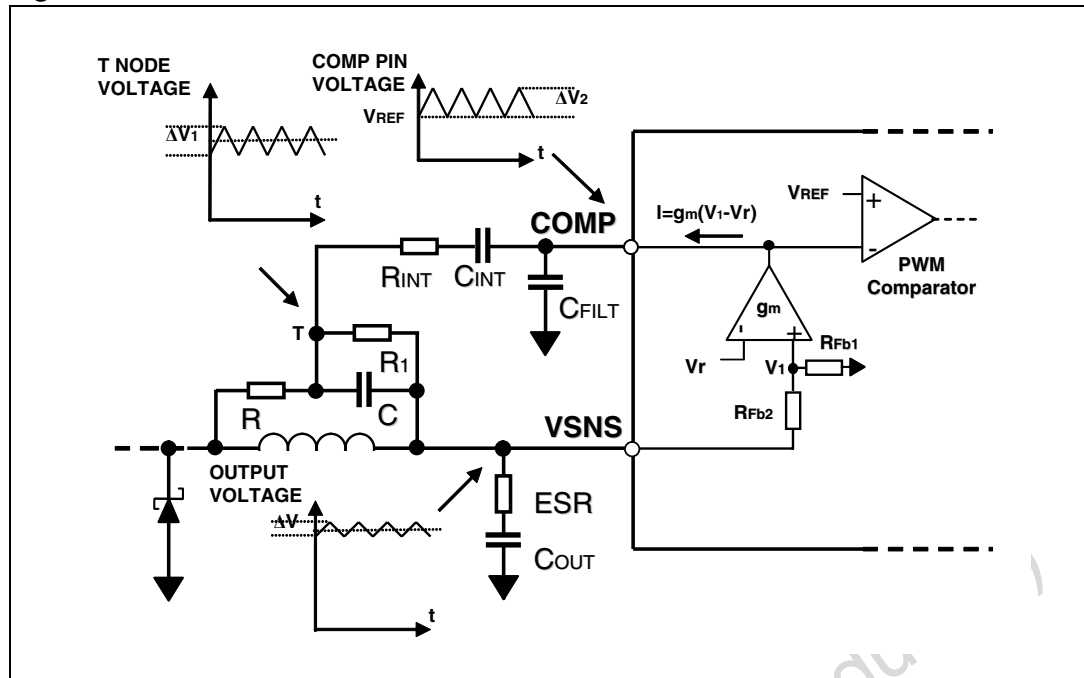 T NODE
VOLTAGE
ΔV1
t
COMP PIN
VOLTAGE
VREF
ΔV2
t
COMP
I=gm(V1-Vr)
VREF
+
-
PWM
Comparator
RINT
CINT
CFILT
gm
-
+
Vr
V1
RFb1
RFb2
T
R1
R
C
VSNS
OUTPUT
VOLTAGE
ΔV
t
ESR
COUT